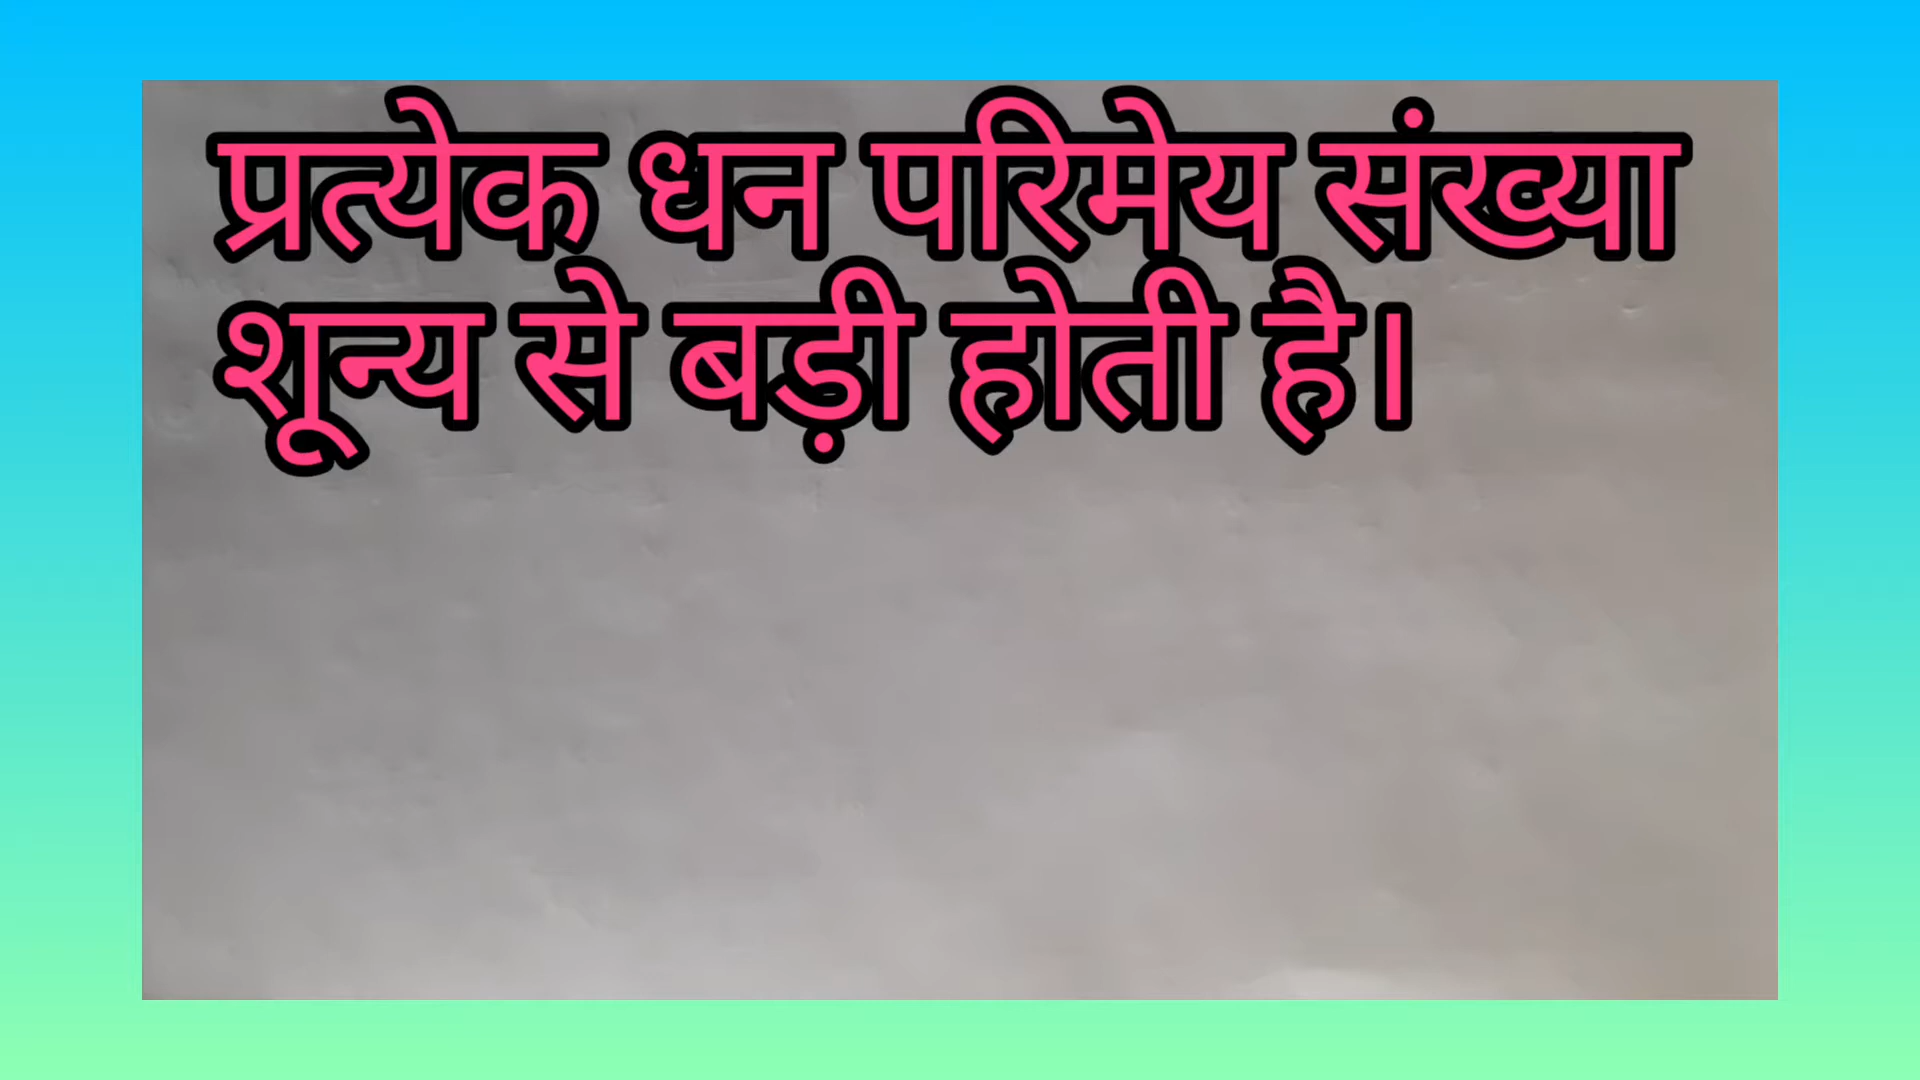 प्रत्येक धन परिमेय संख्या
शून्य से बड़ी होती है।